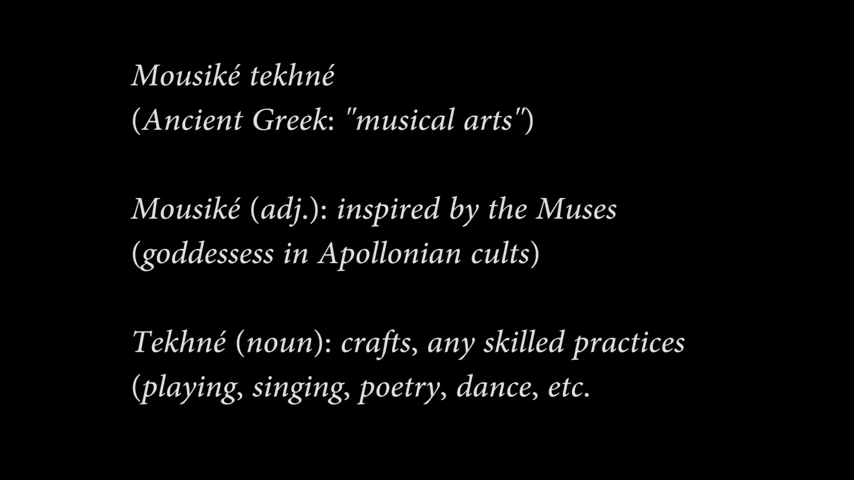 Mousiké tekhné
(Ancient Greek: "musical arts")
Mousiké (adj.): inspired by the Muses
(goddessess in Apollonian cults)
Tekhné (noun): crafts, any skilled practices
(playing, singing, poetry, dance, etc.